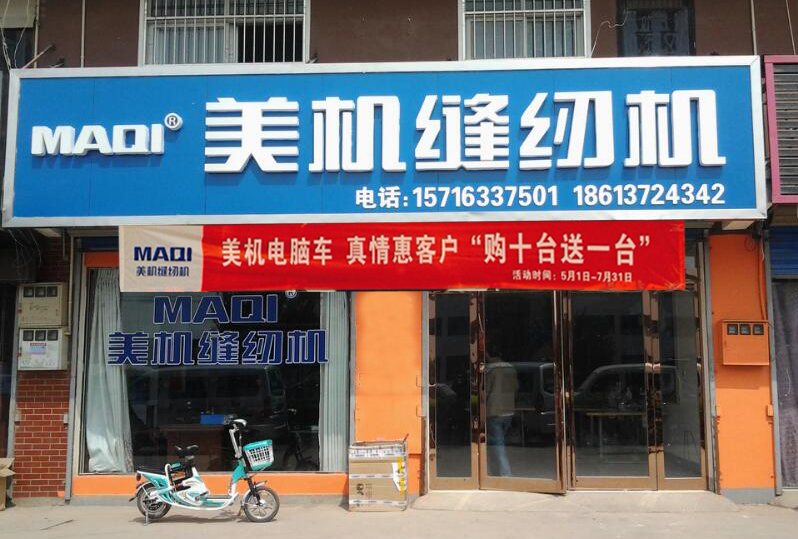 MAQI® 美机缝纫机
电话:15716337501 18613724342
MAQI
美机缝纫机
美机电脑车 真情惠客户“购十台送一台”
活动时间:5月1日-7月31日
MAQI®
美机缝纫机